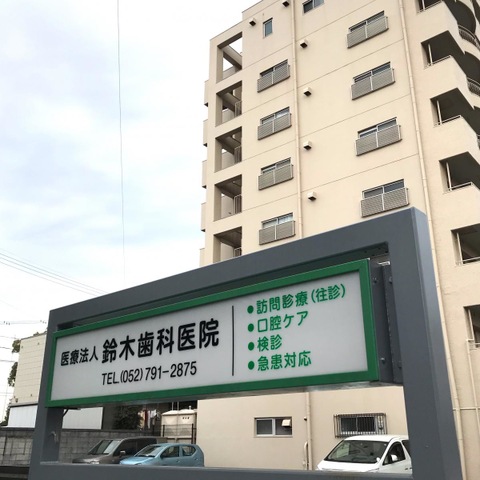 医療法人 鈴木歯科医院
TEL.(052)791-2875
●訪問診療(往診)
●口腔ケア
●検診
●急患対応